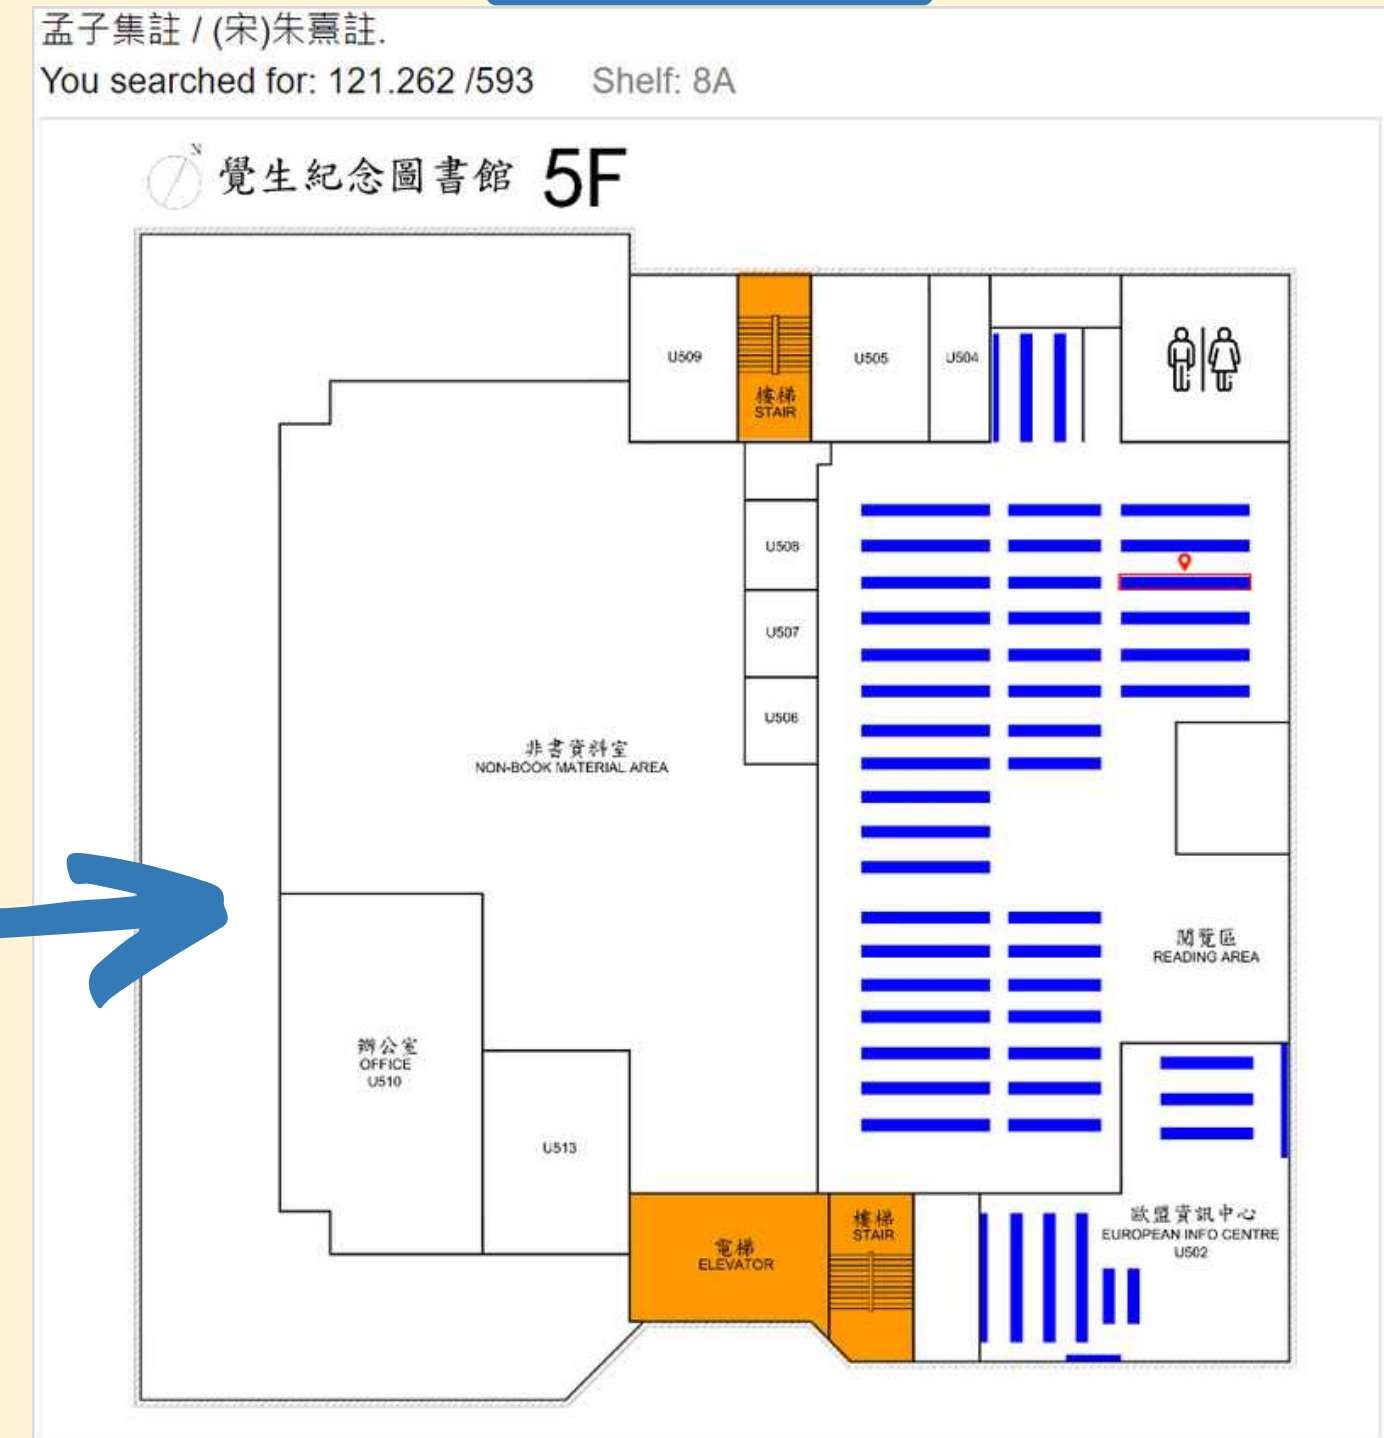 孟子集註 / (宋)朱熹註.
You searched for: 121.262 /593 Shelf: 8A
N
覺生紀念圖書館 5F
U509
樓梯
STAIR
U505
U504
U508
U507
U506
非書資料室
NON-BOOK MATERIAL AREA
閱覽區
READING AREA
辦公室
OFFICE
U510
U513
電梯
ELEVATOR
樓梯
STAIR
歐盟資訊中心
EUROPEAN INFO CENTRE
U502